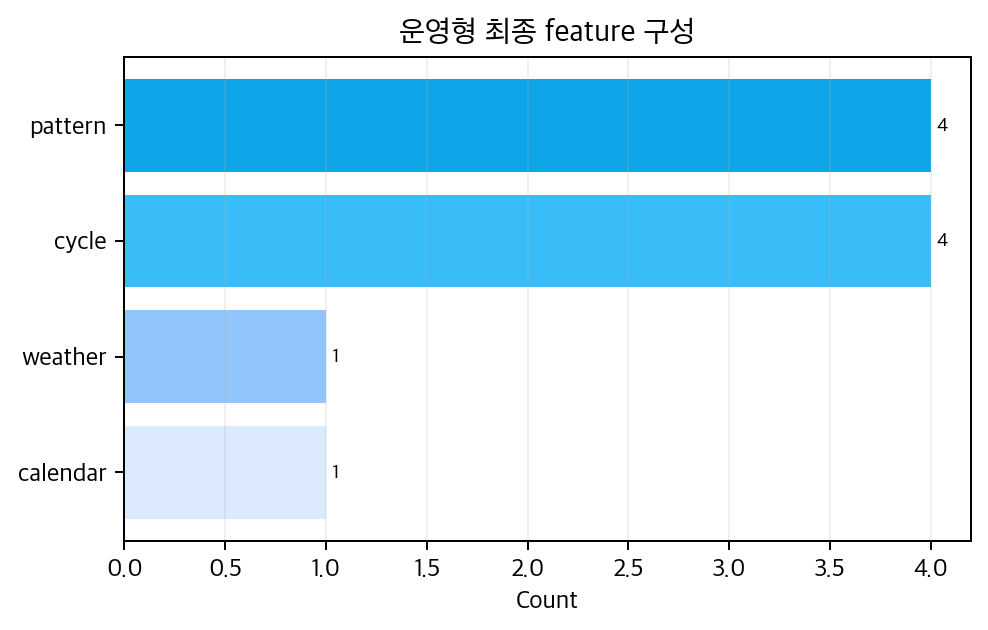 운영형 최종 feature 구성
pattern
4
cycle
4
weather
1
calendar
1
0.0 0.5 1.0 1.5 2.0 2.5 3.0 3.5 4.0
Count